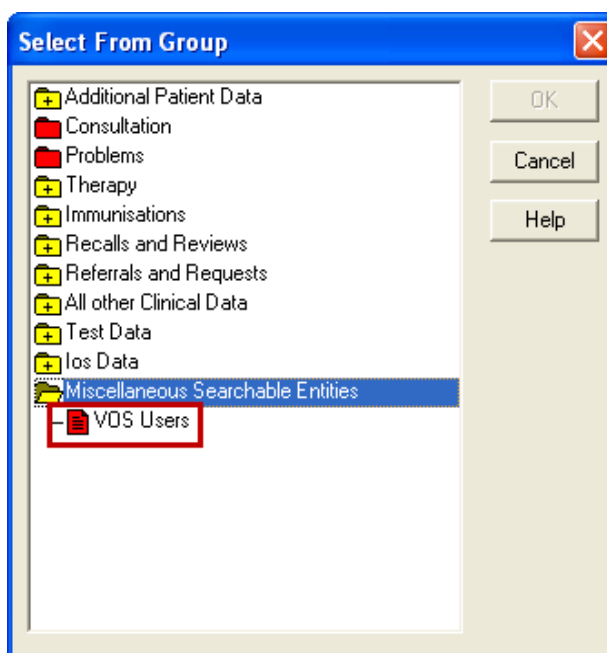 Select From Group
Additional Patient Data
Consultation
Problems
Therapy
Immunisations
Recalls and Reviews
Referrals and Requests
All other Clinical Data
Test Data
Ios Data
Miscellaneous Searchable Entities
VOS Users
OK
Cancel
Help